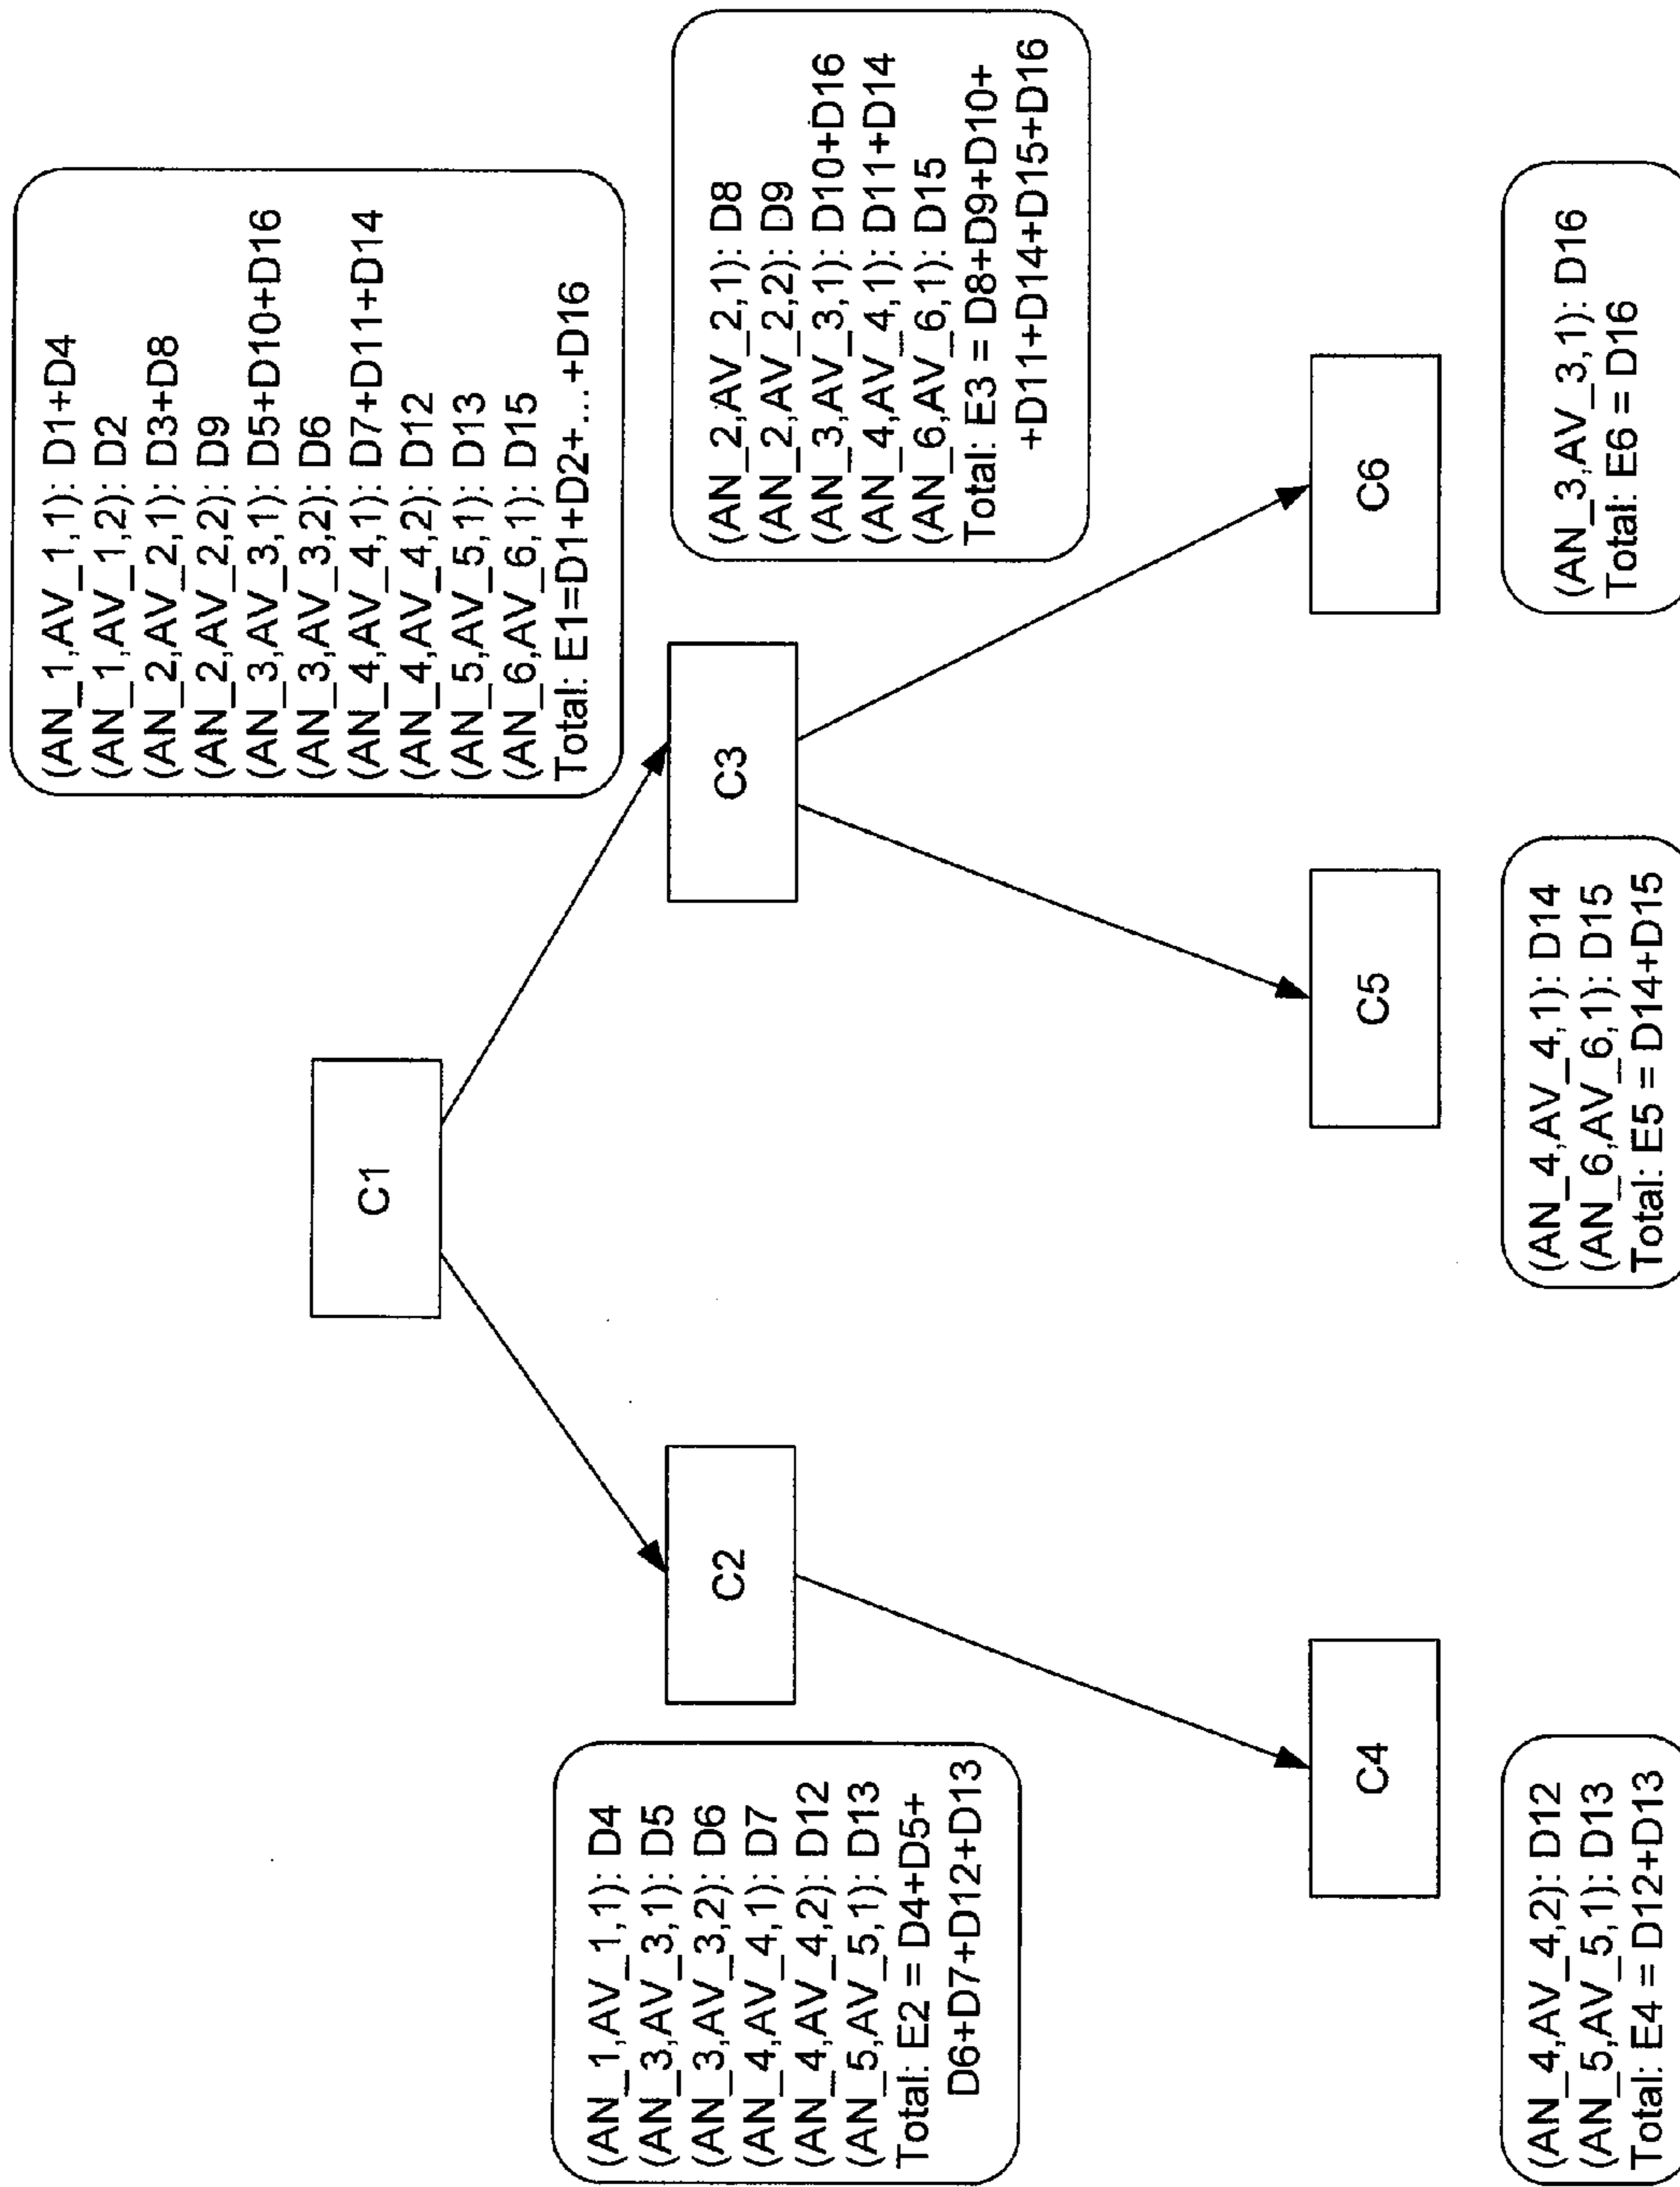 (AN_1,AV_1,1): D1+D4
(AN_1,AV_1,2): D2
(AN_2,AV_2,1): D3+D8
(AN_2,AV_2,2): D9
(AN_3,AV_3,1): D5+D10+D16
(AN_3,AV_3,2): D6
(AN_4,AV_4,1): D7+D11+D14
(AN_4,AV_4,2): D12
(AN_5,AV_5,1): D13
(AN_6,AV_6,1): D15
Total: E1=D1+D2+...+D16
C1
(AN_1,AV_1,1): D4
(AN_3,AV_3,1): D5
(AN_3,AV_3,2): D6
(AN_4,AV_4,1): D7
(AN_4,AV_4,2): D12
(AN_5,AV_5,1): D13
Total: E2 = D4+D5+
D6+D7+D12+D13
C2
C3
(AN_2,AV_2,1): D8
(AN_2,AV_2,2): D9
(AN_3,AV_3,1): D10+D16
(AN_4,AV_4,1): D11+D14
(AN_6,AV_6,1): D15
Total: E3 = D8+D9+D10+
+D11+D14+D15+D16
C4
C5
C6
(AN_4,AV_4,2): D12
(AN_5,AV_5,1): D13
Total: E4 = D12+D13
(AN_4,AV_4,1): D14
(AN_6,AV_6,1): D15
Total: E5 = D14+D15
(AN_3,AV_3,1): D16
Total: E6 = D16